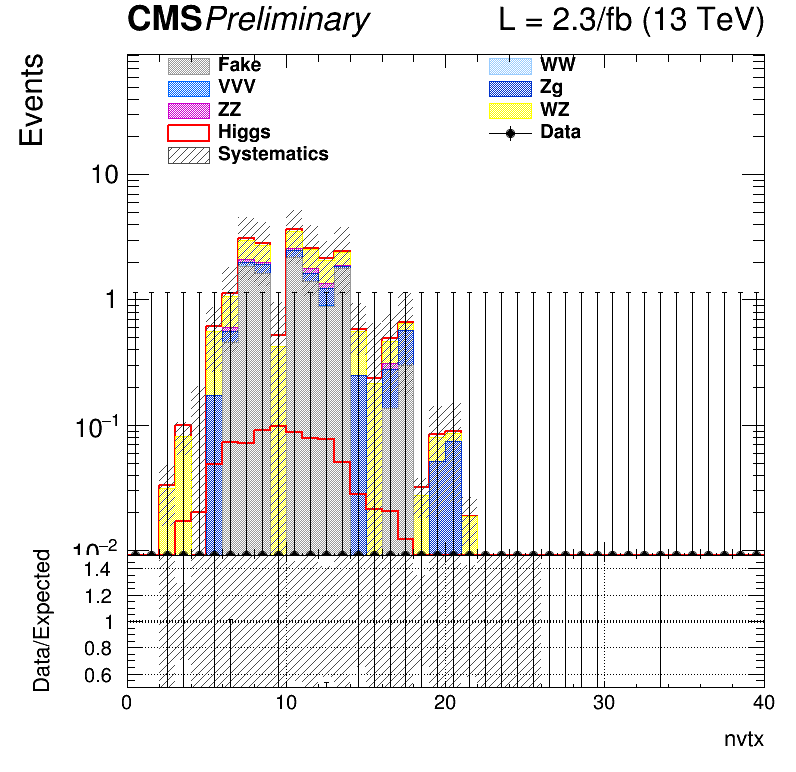 CMS Preliminary L = 2.3/fb (13 TeV)
Events
Fake WW
VVV Zg
ZZ WZ
Higgs Data
Systematics
10
1
10⁻¹
10⁻²
Data/Expected
1.4
1.2
1
0.8
0.6
0 10 20 30 40
nvtx